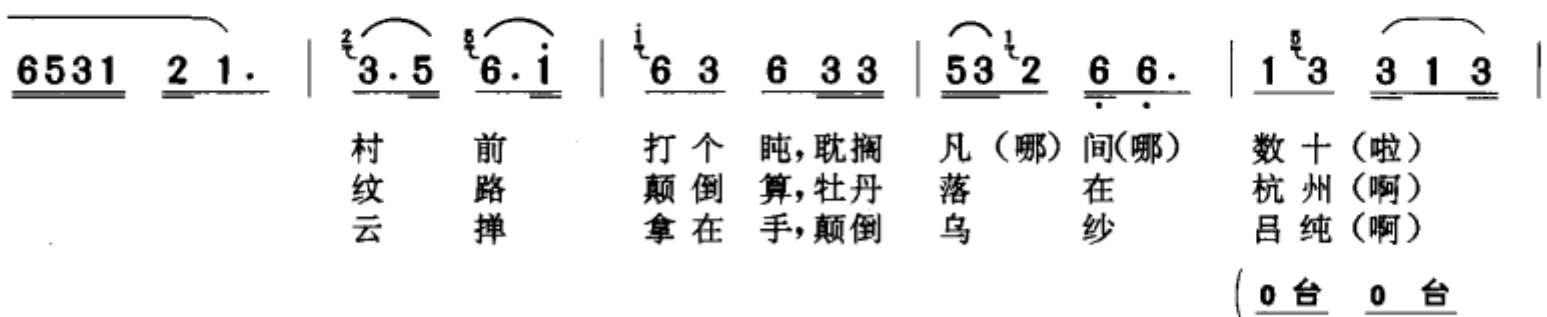 6531 2 1. | 3.5 6.i | 6 3 6 3 3 | 53 2 6 6. | 1 3 3 1 3 |
村 前 打 个 盹,耽搁 凡(哪)间(哪) 数 十(啦)
纹 路 颠 倒 算,牡丹 落 在 杭 州(啊)
云 掸 拿 在 手,颠倒 乌 纱 吕 纯(啊)
(0 台 0 台